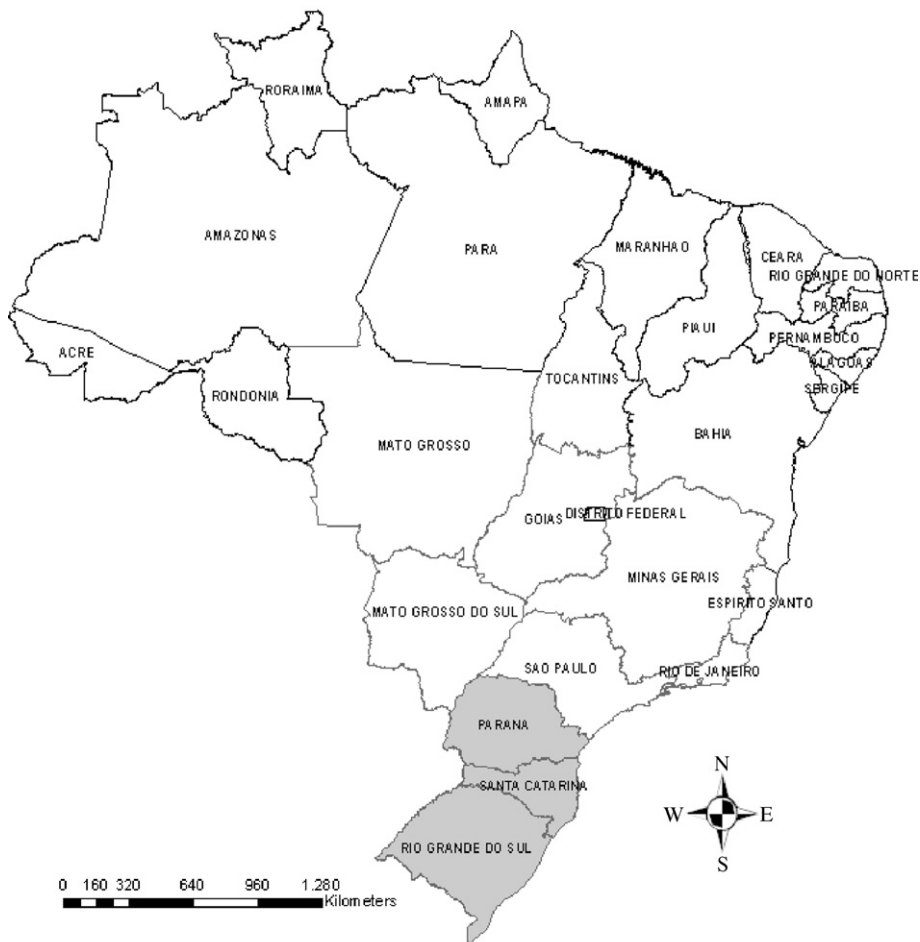 RORAIMA
AMAPA
AMAZONAS
PARA
MARANHAO
CEARA
RIO GRANDE DO NORTE
PARAIBA
PIAUI
PERNAMBUCO
ACRE
ALAGOAS
TOCANTINS
SERGIPE
RONDONIA
BAHIA
MATO GROSSO
GOIAS
DISTRITO FEDERAL
MINAS GERAIS
ESPIRITO SANTO
MATO GROSSO DO SUL
SAO PAULO
RIO DE JANEIRO
PARANA
SANTA CATARINA
RIO GRANDE DO SUL
N
W E
S
0 160 320 640 960 1.280
Kilometers